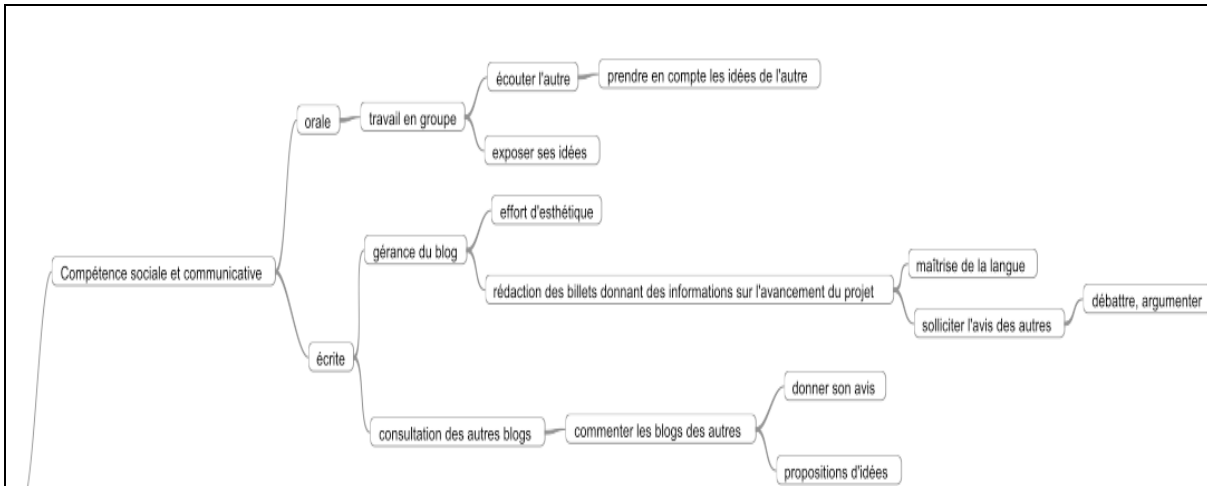 écouter l'autre
prendre en compte les idées de l'autre
orale
travail en groupe
exposer ses idées
effort d'esthétique
gérance du blog
maîtrise de la langue
Compétence sociale et communicative
rédaction des billets donnant des informations sur l'avancement du projet
débattre, argumenter
solliciter l'avis des autres
écrite
donner son avis
consultation des autres blogs
commenter les blogs des autres
propositions d'idées